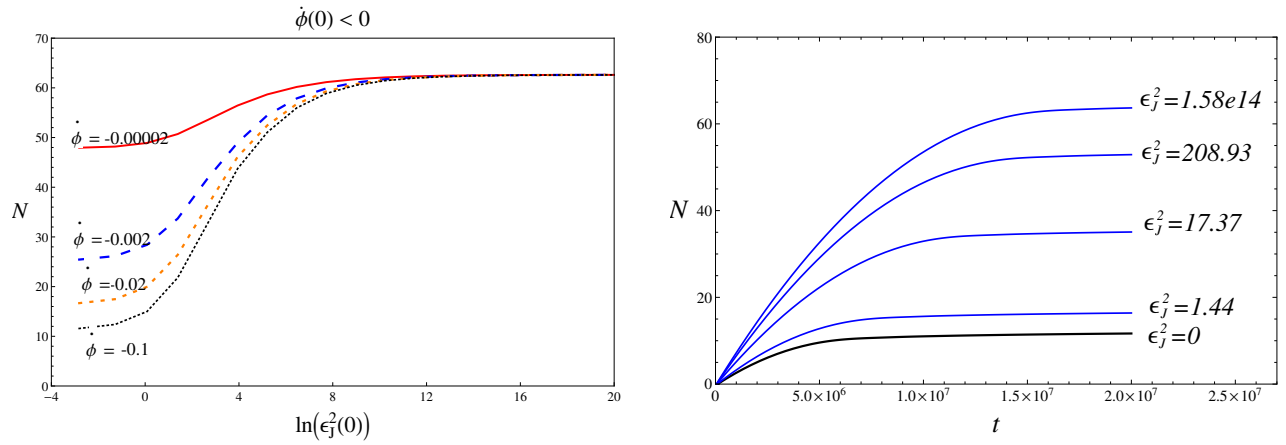 ϕ̇(0) < 0
70
60
50
40
30
20
10
0
N
ϕ̇ = -0.00002
ϕ̇ = -0.002
ϕ̇ = -0.02
ϕ̇ = -0.1
-4 0 4 8 12 16 20
ln(ϵ_J^2(0))
80
60
40
20
0
N
ϵ_J^2=1.58e14
ϵ_J^2=208.93
ϵ_J^2=17.37
ϵ_J^2=1.44
ϵ_J^2=0
0 5.0×10^6 1.0×10^7 1.5×10^7 2.0×10^7 2.5×10^7
t